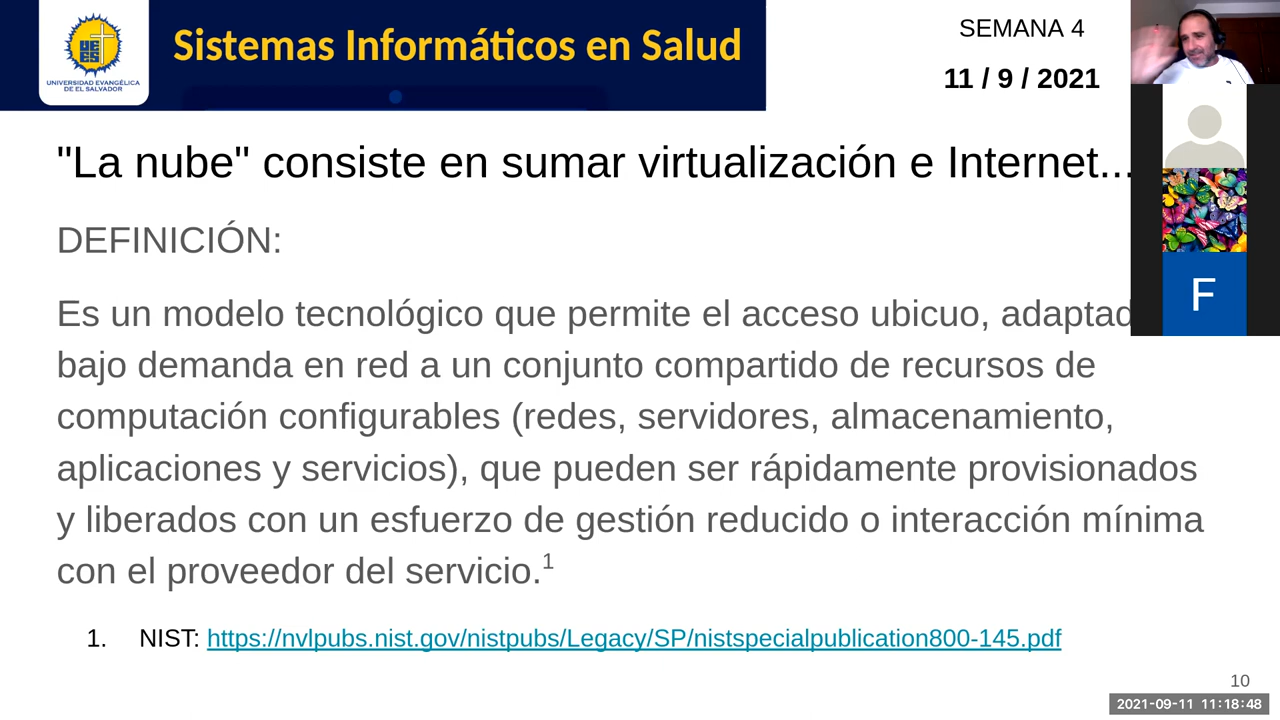 UNIVERSIDAD EVANGÉLICA
DE EL SALVADOR
Sistemas Informáticos en Salud
SEMANA 4
11 / 9 / 2021
"La nube" consiste en sumar virtualización e Internet...
DEFINICIÓN:
Es un modelo tecnológico que permite el acceso ubicuo, adaptad
bajo demanda en red a un conjunto compartido de recursos de
computación configurables (redes, servidores, almacenamiento,
aplicaciones y servicios), que pueden ser rápidamente provisionados
y liberados con un esfuerzo de gestión reducido o interacción mínima
con el proveedor del servicio.1
1. NIST: https://nvlpubs.nist.gov/nistpubs/Legacy/SP/nistspecialpublication800-145.pdf
F
10
2021-09-11 11:18:48